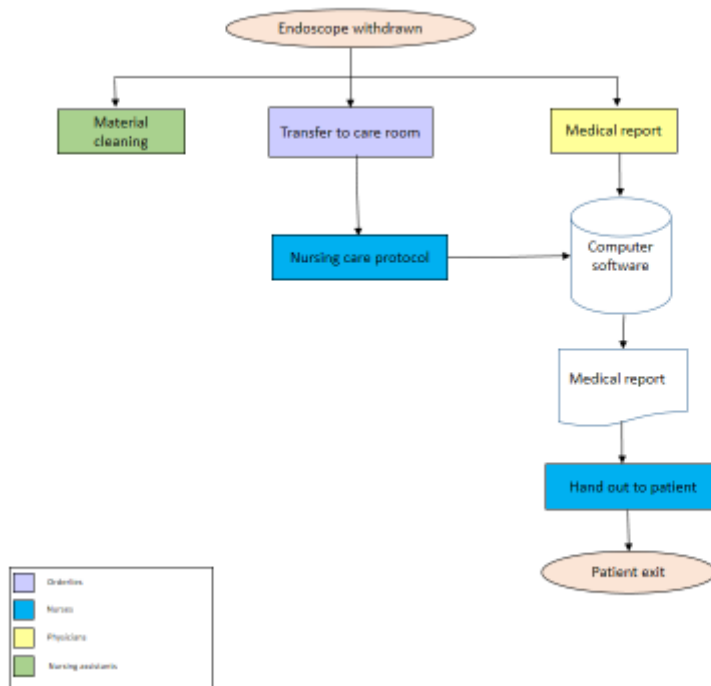 Endoscope withdrawn
Material
cleaning
Transfer to care room
Medical report
Nursing care protocol
Computer
software
Medical report
Hand out to patient
Patient exit
Orderlies
Nurses
Physicians
Nursing assistants